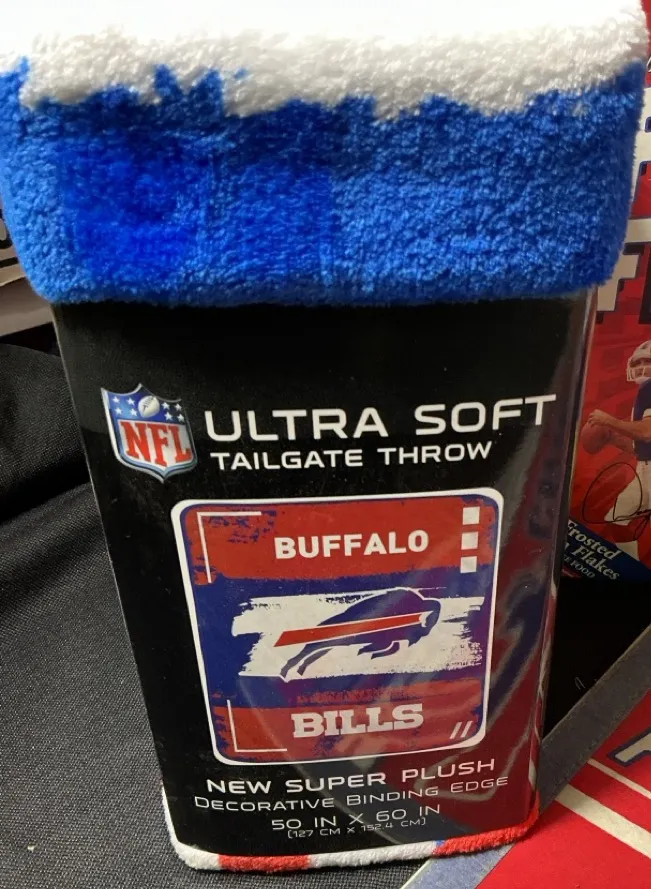 NFL
ULTRA SOFT
TAILGATE THROW
BUFFALO
BILLS
NEW SUPER PLUSH
DECORATIVE BINDING EDGE
50 IN X 60 IN
(127 CM X 152.4 CM)
Frosted
Flakes